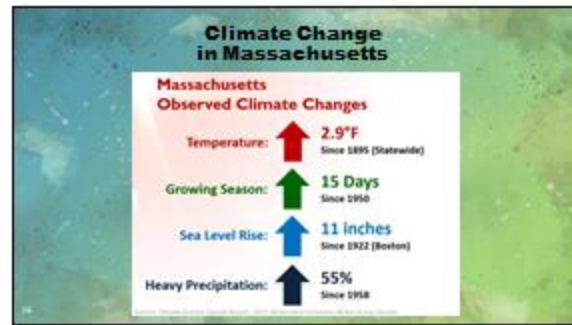 Climate Change
in Massachusetts
Massachusetts
Observed Climate Changes
Temperature:
2.9°F
Since 1895 (Statewide)
Growing Season:
15 Days
Since 1950
Sea Level Rise:
11 inches
Since 1922 (Boston)
Heavy Precipitation:
55%
Since 1958